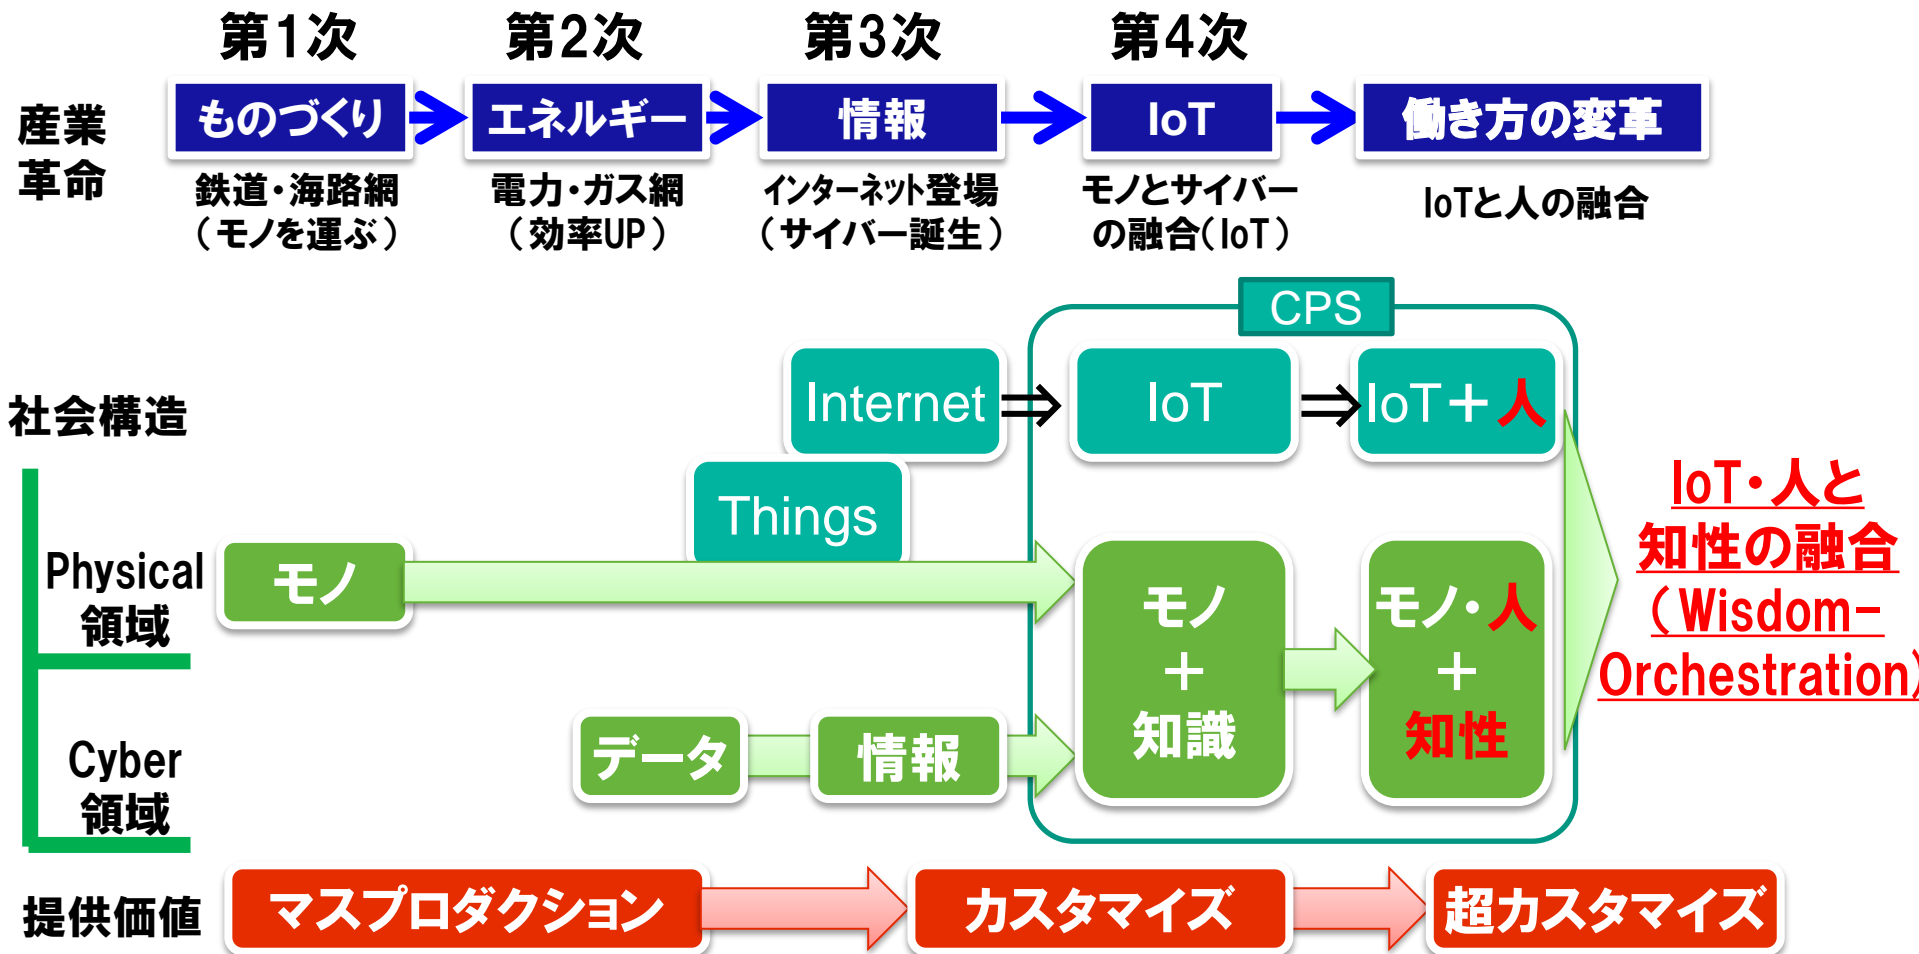 第1次
第2次
第3次
第4次
産業
革命
ものづくり
エネルギー
情報
IoT
働き方の変革
鉄道・海路網
（モノを運ぶ）
電力・ガス網
（効率UP）
インターネット登場
（サイバー誕生）
モノとサイバー
の融合（IoT）
IoTと人の融合
CPS
社会構造
Internet
IoT
IoT＋人
Things
Physical
領域
モノ
モノ
＋
知識
モノ・人
＋
知性
IoT・人と
知性の融合
（Wisdom-
Orchestration）
Cyber
領域
データ
情報
提供価値
マスプロダクション
カスタマイズ
超カスタマイズ